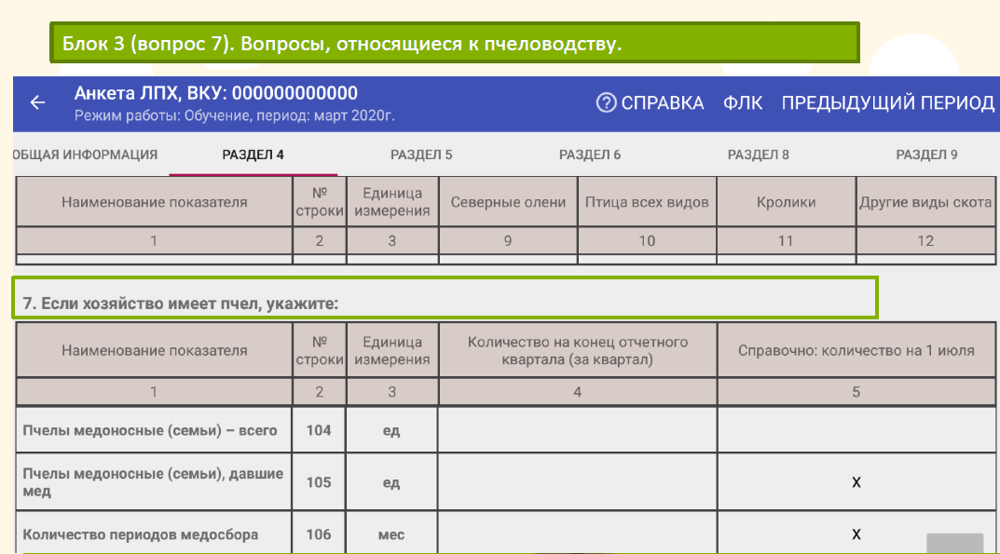 Блок 3 (вопрос 7). Вопросы, относящиеся к пчеловодству.
Анкета ЛПХ, ВКУ: 000000000000
Режим работы: Обучение, период: март 2020г.
СПРАВКА ФЛК ПРЕДЫДУЩИЙ ПЕРИОД
ОБЩАЯ ИНФОРМАЦИЯ РАЗДЕЛ 4 РАЗДЕЛ 5 РАЗДЕЛ 6 РАЗДЕЛ 8 РАЗДЕЛ 9
Наименование показателя № строки Единица измерения Северные олени Птица всех видов Кролики Другие виды скота
1 2 3 9 10 11 12
7. Если хозяйство имеет пчел, укажите:
Наименование показателя № строки Единица измерения Количество на конец отчетного квартала (за квартал) Справочно: количество на 1 июля
1 2 3 4 5
Пчелы медоносные (семьи) – всего 104 ед
Пчелы медоносные (семьи), давшие мед 105 ед X
Количество периодов медосбора 106 мес X